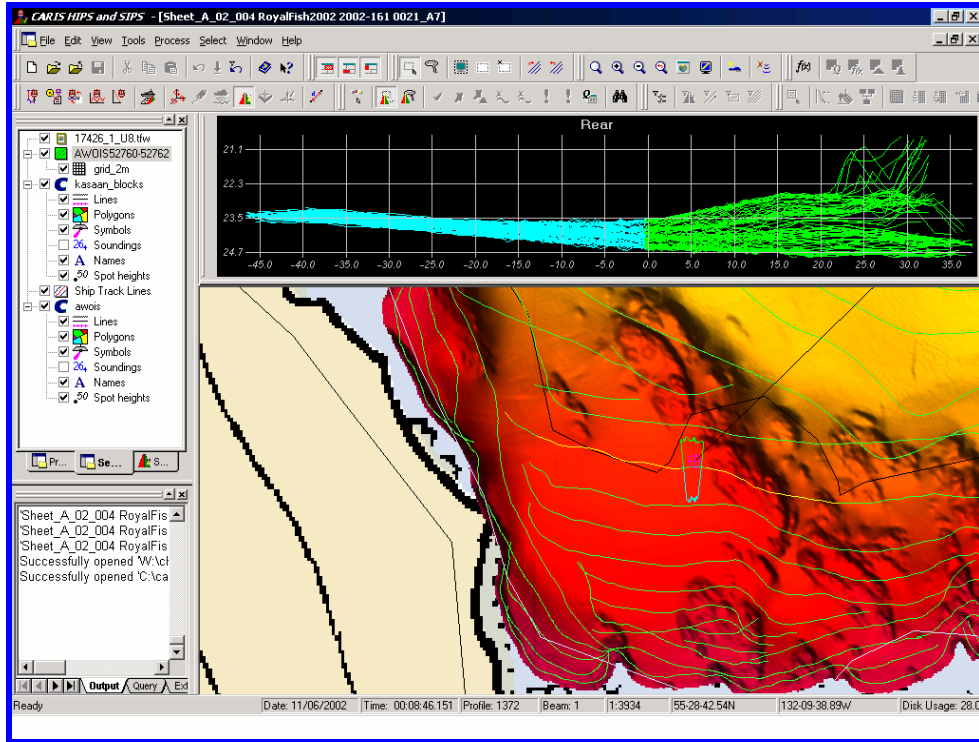 CARIS HIPS and SIPS - [Sheet_A_02_004 RoyalFish2002 2002-161 0021_A7]
File Edit View Tools Process Select Window Help
17426_1_U8.tfw
AWOIS52760-52762
grid_2m
kasaan_blocks
Lines
Polygons
Symbols
Soundings
Names
Spot heights
Ship Track Lines
awois
Lines
Polygons
Symbols
Soundings
Names
Spot heights
Pr... Se... S...
Rear
21.1
22.3
23.5
24.7
-45.0 -40.0 -35.0 -30.0 -25.0 -20.0 -15.0 -10.0 -5.0 0.0 5.0 10.0 15.0 20.0 25.0 30.0 35.0
'Sheet_A_02_004 RoyalFis
'Sheet_A_02_004 RoyalFis
'Sheet_A_02_004 RoyalFis
Successfully opened 'W:\ch
Successfully opened 'C:\ca
Output Query Ex
Ready Date: 11/06/2002 Time: 00:08:46.151 Profile: 1372 Beam: 1 1:3934 55-28-42.54N 132-09-38.89W Disk Usage: 28.0